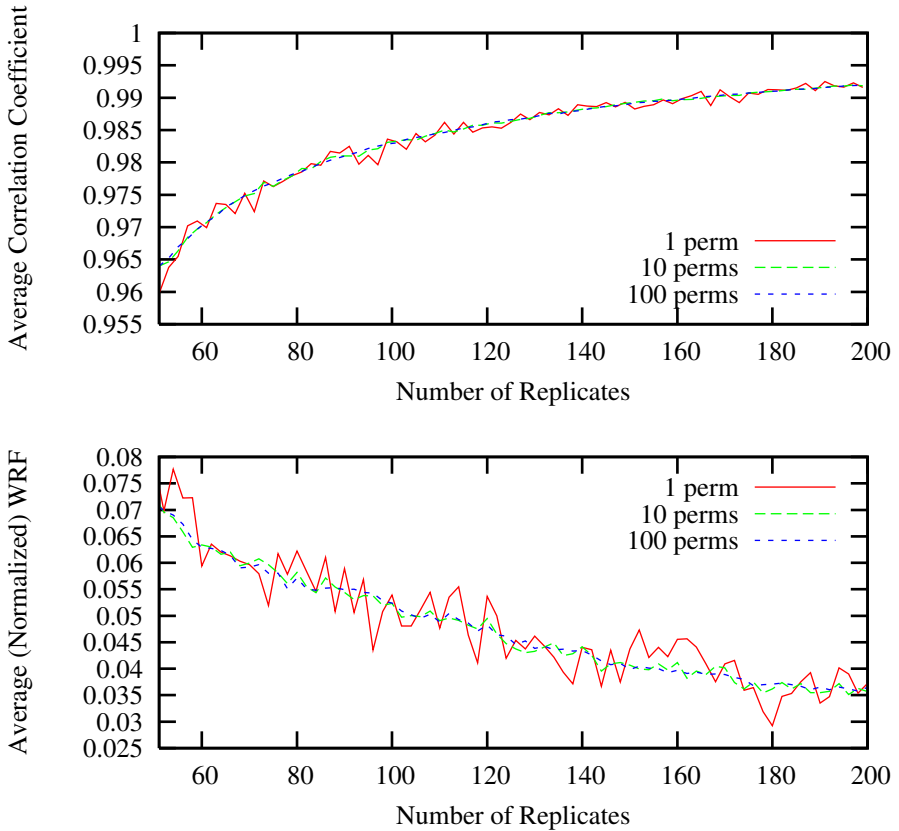 Average Correlation Coefficient
1
0.995
0.99
0.985
0.98
0.975
0.97
0.965
0.96
0.955
1 perm
10 perms
100 perms
60 80 100 120 140 160 180 200
Number of Replicates
Average (Normalized) WRF
0.08
0.07
0.065
0.06
0.055
0.05
0.045
0.04
0.035
0.03
0.025
1 perm
10 perms
100 perms
60 80 100 120 140 160 180 200
Number of Replicates